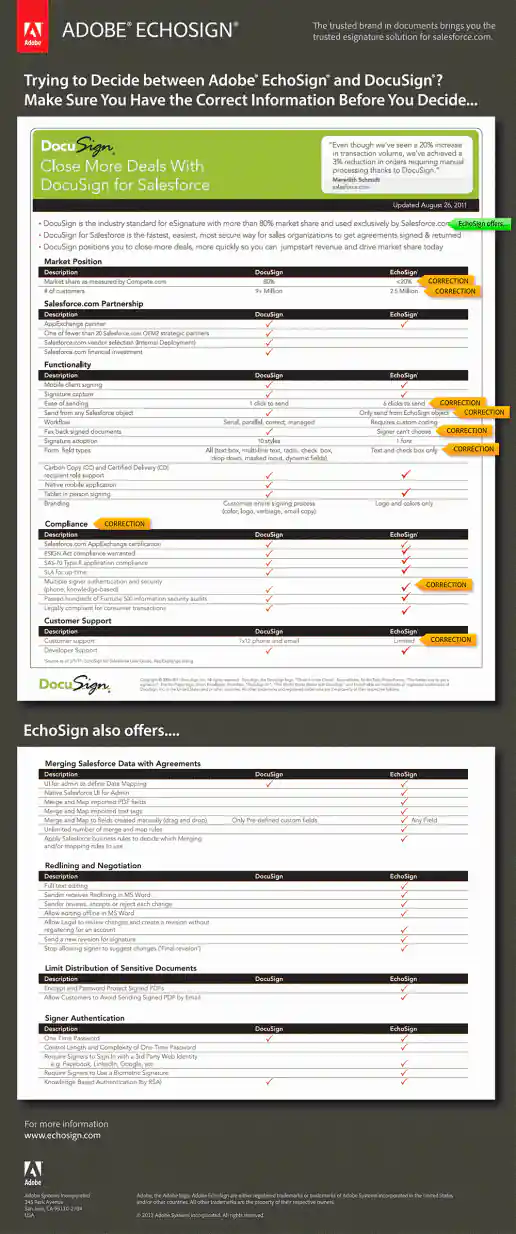 Adobe
ADOBE® ECHOSIGN®
The trusted brand in documents brings you the
trusted esignature solution for salesforce.com.
Trying to Decide between Adobe® EchoSign® and DocuSign®?
Make Sure You Have the Correct Information Before You Decide...
DocuSign
Close More Deals With
DocuSign for Salesforce
"Even though we've seen a 20% increase
in transaction volume, we've achieved a
3% reduction in orders requiring manual
processing thanks to DocuSign."
Meredith Schmidt
salesforce.com
Updated August 26, 2011
• DocuSign is the industry standard for eSignature with more than 80% market share and used exclusively by Salesforce.com
EchoSign offers...
• DocuSign for Salesforce is the fastest, easiest, most secure way for sales organizations to get agreements signed & returned
• DocuSign positions you to close more deals, more quickly so you can jumpstart revenue and drive market share today
Market Position
Description DocuSign EchoSign
Market share as measured by Compete.com 80% <20% CORRECTION
# of customers 9+ Million 2.5 Million CORRECTION
Salesforce.com Partnership
Description DocuSign EchoSign
AppExchange partner ✓ ✓
One of fewer than 20 Salesforce.com OEM2 strategic partners ✓
Salesforce.com vendor selection (Internal Deployment) ✓
Salesforce.com financial investment ✓
Functionality
Description DocuSign EchoSign
Mobile client signing ✓ ✓
Signature capture ✓ ✓
Ease of sending 1 click to send 6 clicks to send CORRECTION
Send from any Salesforce object ✓ Only send from EchoSign object CORRECTION
Workflow Serial, parallel, correct, managed Requires custom coding
Fax back signed documents ✓ Signer can't choose CORRECTION
Signature adoption 10 styles 1 font
Form field types All (text box, multi-line text, radio, check box, Text and check box only CORRECTION
drop down, masked input, dynamic fields)
Carbon Copy (CC) and Certified Delivery (CD)
recipient role support ✓ ✓
Native mobile application ✓
Tablet in person signing ✓ ✓
Branding Customize entire signing process Logo and colors only
(color, logo, verbiage, email copy)
Compliance CORRECTION
Description DocuSign EchoSign
Salesforce.com AppExchange certification ✓ ✓
ESIGN Act compliance warranted ✓ ✓
SAS-70 Type II application compliance ✓ ✓
SLA for up-time ✓ ✓
Multiple signer authentication and security CORRECTION
(phone, knowledge-based) ✓ ✓
Passed hundreds of Fortune 500 information security audits ✓ ✓
Legally compliant for consumer transactions ✓ ✓
Customer Support
Description DocuSign EchoSign
Customer support 7x12 phone and email Limited CORRECTION
Developer Support ✓ ✓
DocuSign
EchoSign also offers....
Merging Salesforce Data with Agreements
Description DocuSign EchoSign
UI for admin to define Data Mapping ✓ ✓
Native Salesforce UI for Admin ✓
Merge and Map imported PDF fields ✓
Merge and Map imported text tags ✓
Merge and Map to fields created manually (drag and drop) Only Pre-defined custom fields ✓ Any Field
Unlimited number of merge and map rules ✓
Apply Salesforce business rules to decide which Merging ✓
and/or mapping rules to use
Redlining and Negotiation
Description DocuSign EchoSign
Full text editing ✓
Sender receives Redlining in MS Word ✓
Sender reviews, accepts or reject each change ✓
Allow editing offline in MS Word ✓
Allow Legal to review changes and create a revision without
registering for an account ✓
Send a new revision for signature ✓
Stop allowing signer to suggest changes ("Final revision") ✓
Limit Distribution of Sensitive Documents
Description DocuSign EchoSign
Encrypt and Password Protect Signed PDFs ✓
Allow Customers to Avoid Sending Signed PDF by Email ✓
Signer Authentication
Description DocuSign EchoSign
One Time Password ✓ ✓
Control Length and Complexity of One-Time Password ✓
Require Signers to Sign In with a 3rd Party Web Identity
e.g. Facebook, LinkedIn, Google, etc ✓
Require Signers to Use a Biometric Signature ✓
Knowledge Based Authentication (by RSA) ✓ ✓
For more information
www.echosign.com
Adobe
Adobe Systems Incorporated
345 Park Avenue
San Jose, CA 95110-2704
USA
Adobe, the Adobe logo, Adobe EchoSign are either registered trademarks or trademarks of Adobe Systems Incorporated in the United States
and/or other countries. All other trademarks are the property of their respective owners.
Adobe Systems Incorporated. All rights reserved.